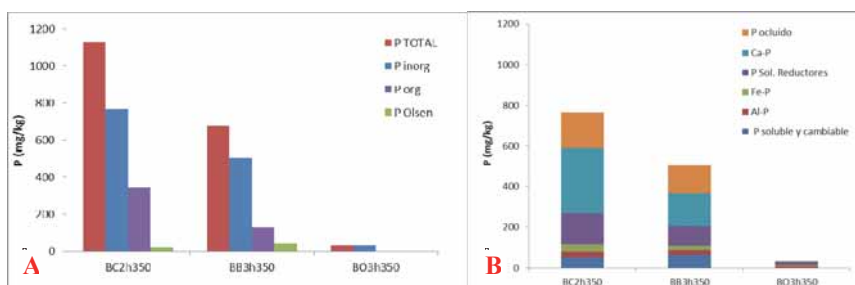 1200
1000
800
600
400
200
0
P (mg/kg)
P TOTAL
P inorg
P org
P Olsen
BC2h350
BB3h350
BO3h350
A
1200
1000
800
600
400
200
0
P (mg/kg)
P ocluído
Ca-P
P Sol. Reductores
Fe-P
Al-P
P soluble y cambiable
BC2h350
BB3h350
BO3h350
B